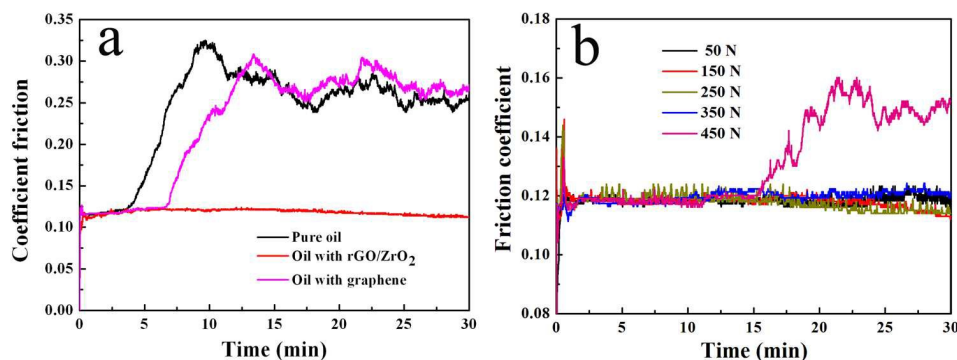 a
Coefficient friction
0.35
0.30
0.25
0.20
0.15
0.10
0.05
0.00
Pure oil
Oil with rGO/ZrO2
Oil with graphene
0 5 10 15 20 25 30
Time (min)
b
Friction coefficient
0.16
0.14
0.12
0.10
0.08
50 N
150 N
250 N
350 N
450 N
0 5 10 15 20 25 30
Time (min)